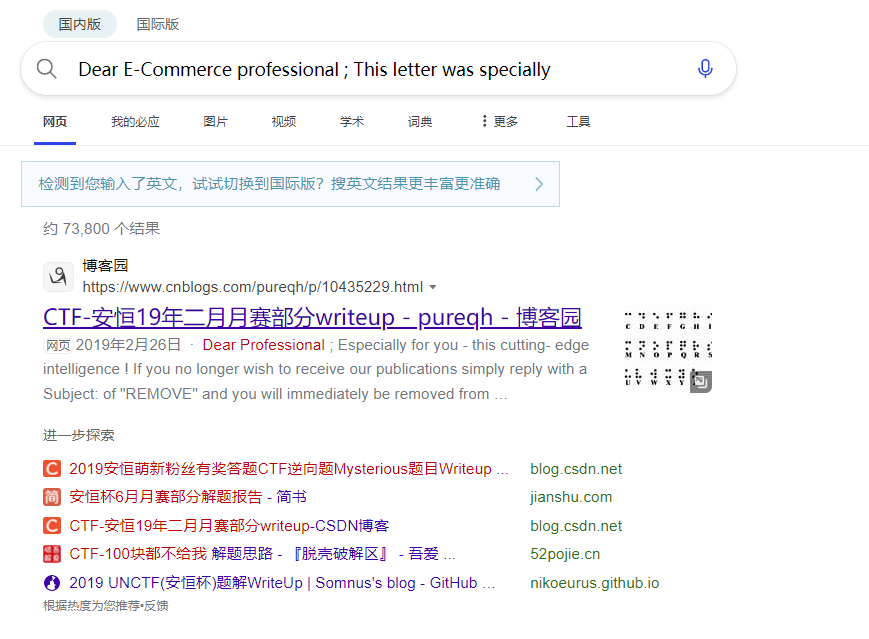 国内版 国际版
Dear E-Commerce professional ; This letter was specially
网页 我的必应 图片 视频 学术 词典 更多 工具
检测到您输入了英文，试试切换到国际版？搜英文结果更丰富更准确
约 73,800 个结果
博客园
https://www.cnblogs.com/pureqh/p/10435229.html
CTF-安恒19年二月月赛部分writeup - pureqh - 博客园
网页 2019年2月26日 · Dear Professional ; Especially for you - this cutting- edge
intelligence ! If you no longer wish to receive our publications simply reply with a
Subject: of "REMOVE" and you will immediately be removed from ...
C D E F G H I
M N O P Q R S
U V W X Y
进一步探索
C 2019安恒萌新粉丝有奖答题CTF逆向题Mysterious题目Writeup ... blog.csdn.net
简 安恒杯6月月赛部分解题报告 - 简书 jianshu.com
C CTF-安恒19年二月月赛部分writeup-CSDN博客 blog.csdn.net
CTF-100块都不给我 解题思路 - 『脱壳破解区』 - 吾爱 ... 52pojie.cn
2019 UNCTF(安恒杯)题解WriteUp | Somnus's blog - GitHub ... nikoeurus.github.io
根据热度为您推荐•反馈